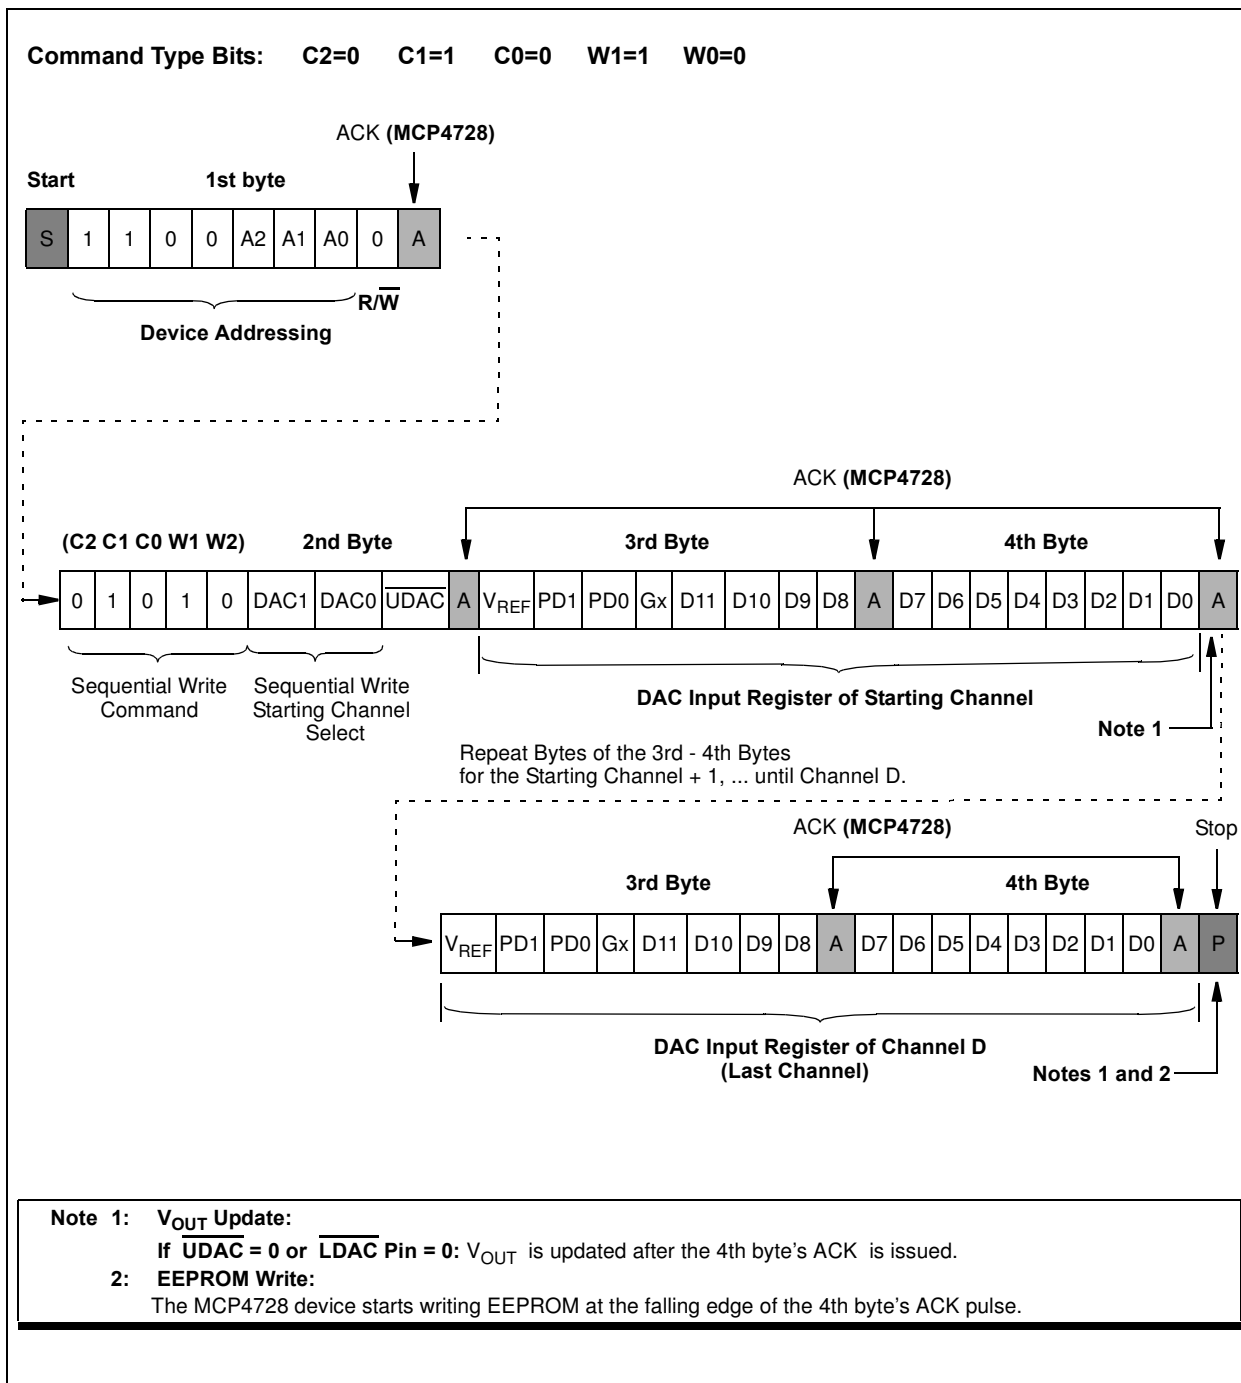 Command Type Bits: C2=0 C1=1 C0=0 W1=1 W0=0
ACK (MCP4728)
Start 1st byte
S 1 1 0 0 A2 A1 A0 0 A
R/W
Device Addressing
ACK (MCP4728)
(C2 C1 C0 W1 W2) 2nd Byte 3rd Byte 4th Byte
0 1 0 1 0 DAC1 DAC0 UDAC A VREF PD1 PD0 Gx D11 D10 D9 D8 A D7 D6 D5 D4 D3 D2 D1 D0 A
Sequential Write
Command
Sequential Write
Starting Channel
Select
DAC Input Register of Starting Channel
Note 1
Repeat Bytes of the 3rd - 4th Bytes
for the Starting Channel + 1, ... until Channel D.
ACK (MCP4728) Stop
3rd Byte 4th Byte
VREF PD1 PD0 Gx D11 D10 D9 D8 A D7 D6 D5 D4 D3 D2 D1 D0 A P
DAC Input Register of Channel D
(Last Channel)
Notes 1 and 2
Note 1: VOUT Update:
If UDAC = 0 or LDAC Pin = 0: VOUT is updated after the 4th byte's ACK is issued.
2: EEPROM Write:
The MCP4728 device starts writing EEPROM at the falling edge of the 4th byte's ACK pulse.